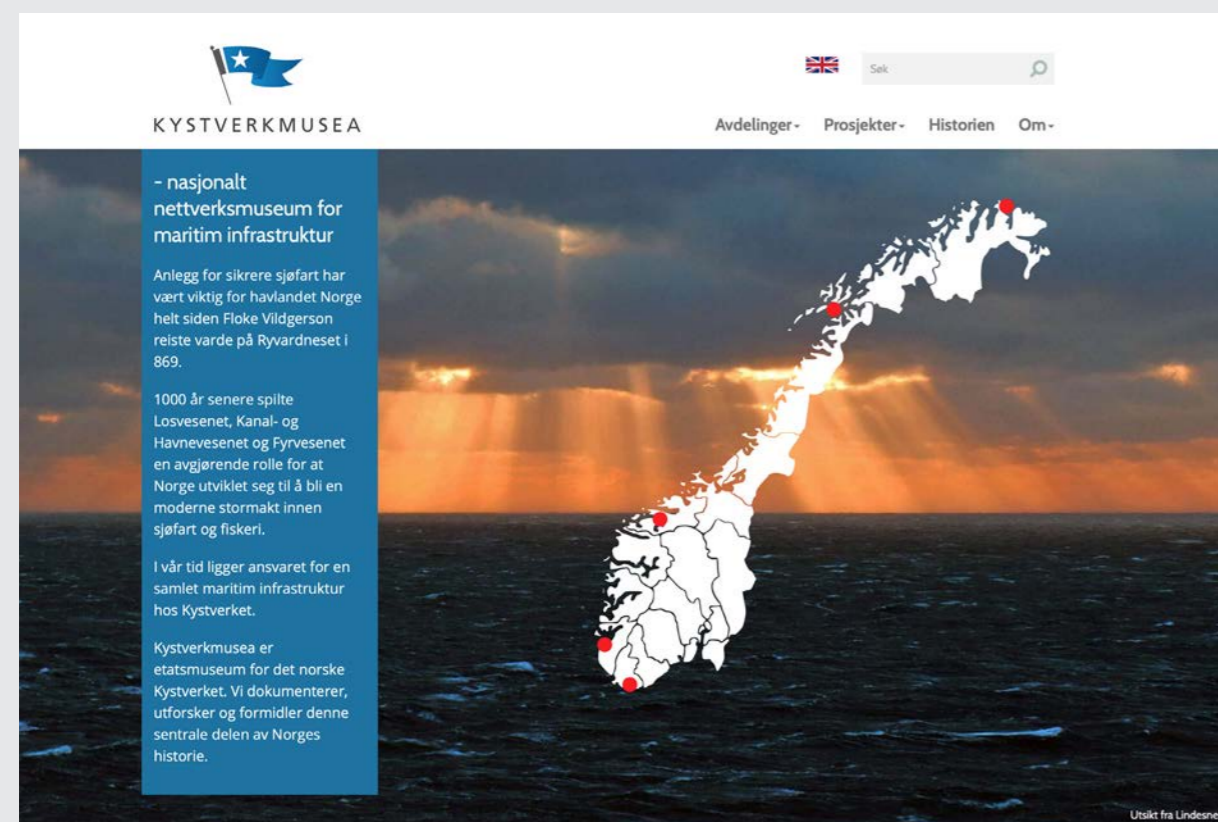 KYSTVERKMUSEA
Søk
Avdelinger
Prosjekter
Historien
Om
- nasjonalt
nettverksmuseum for
maritim infrastruktur
Anlegg for sikrere sjøfart har
vært viktig for havlandet Norge
helt siden Floke Vildgerson
reiste varde på Ryvardneset i
869.
1000 år senere spilte
Losvesenet, Kanal- og
Havnevesenet og Fyrvesenet
en avgjørende rolle for at
Norge utviklet seg til å bli en
moderne stormakt innen
sjøfart og fiskeri.
I vår tid ligger ansvaret for en
samlet maritim infrastruktur
hos Kystverket.
Kystverkmusea er
etatsmuseum for det norske
Kystverket. Vi dokumenterer,
utforsker og formidler denne
sentrale delen av Norges
historie.
Utsikt fra Lindesne